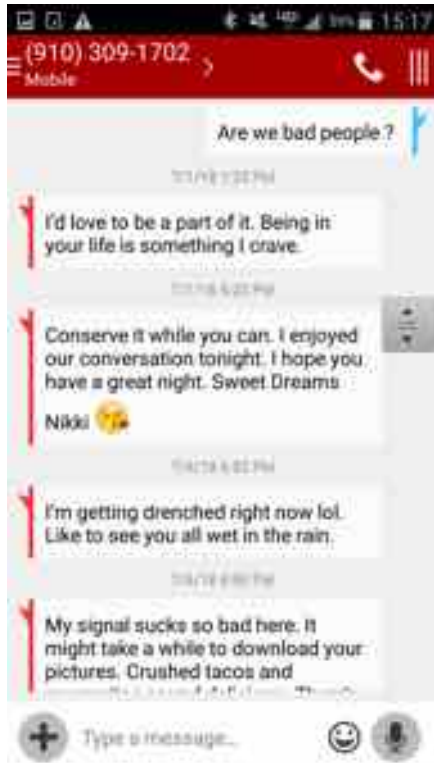 15:17
(910) 309-1702
Mobile
Are we bad people ?
I'd love to be a part of it. Being in
your life is something I crave.
Conserve it while you can. I enjoyed
our conversation tonight. I hope you
have a great night. Sweet Dreams
Nikki
I'm getting drenched right now lol.
Like to see you all wet in the rain.
My signal sucks so bad here. It
might take a while to download your
pictures. Crushed tacos and
Type a message...